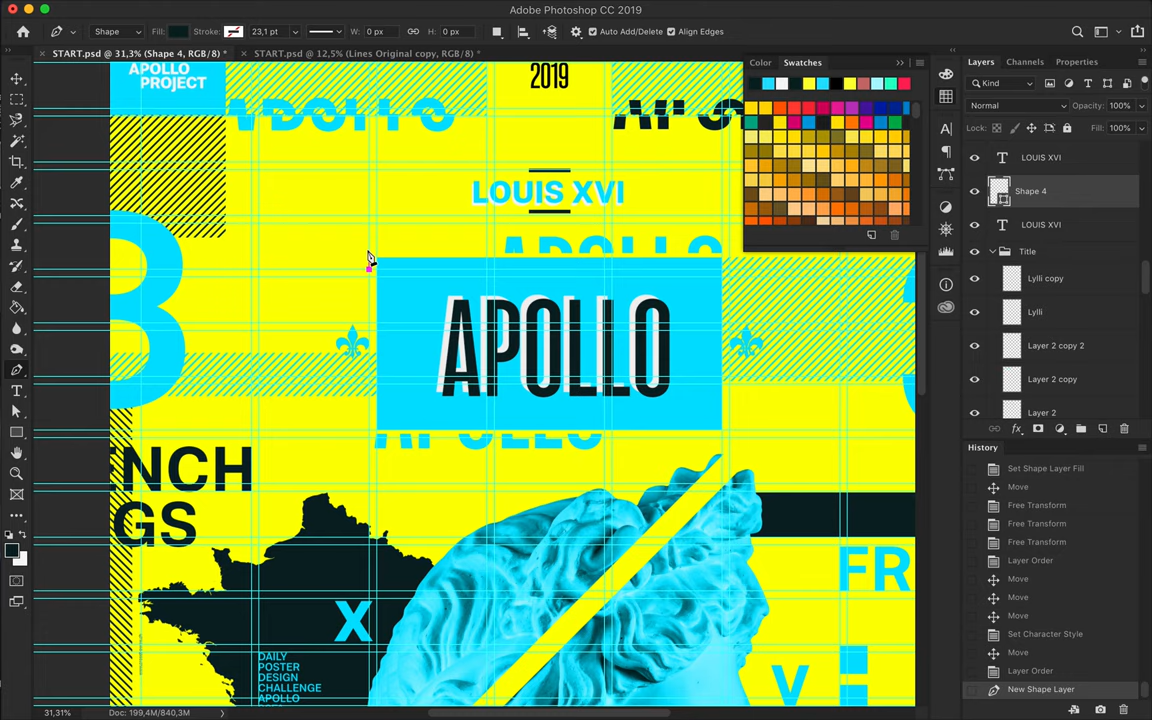 Adobe Photoshop CC 2019
Shape
Fill:
Stroke:
23,1 pt
W: 0 px
H: 0 px
Auto Add/Delete
Align Edges
START.psd @ 31,3% (Shape 4, RGB/8) *
START.psd @ 12,5% (Lines Original copy, RGB/8) *
APOLLO
PROJECT
APOLLO
2019
LOUIS XVI
APOLLO
APOLLO
ENCH
GS
X
DAILY
POSTER
DESIGN
CHALLENGE
APOLLO
FR
V
Color
Swatches
Layers
Channels
Properties
Kind
Normal
Opacity: 100%
Lock:
Fill: 100%
LOUIS XVI
Shape 4
LOUIS XVI
Title
Lylli copy
Lylli
Layer 2 copy 2
Layer 2 copy
Layer 2
History
Set Shape Layer Fill
Move
Free Transform
Free Transform
Free Transform
Layer Order
Move
Move
Move
Set Character Style
Move
Layer Order
New Shape Layer
31,31%
Doc: 199,4M/840,3M